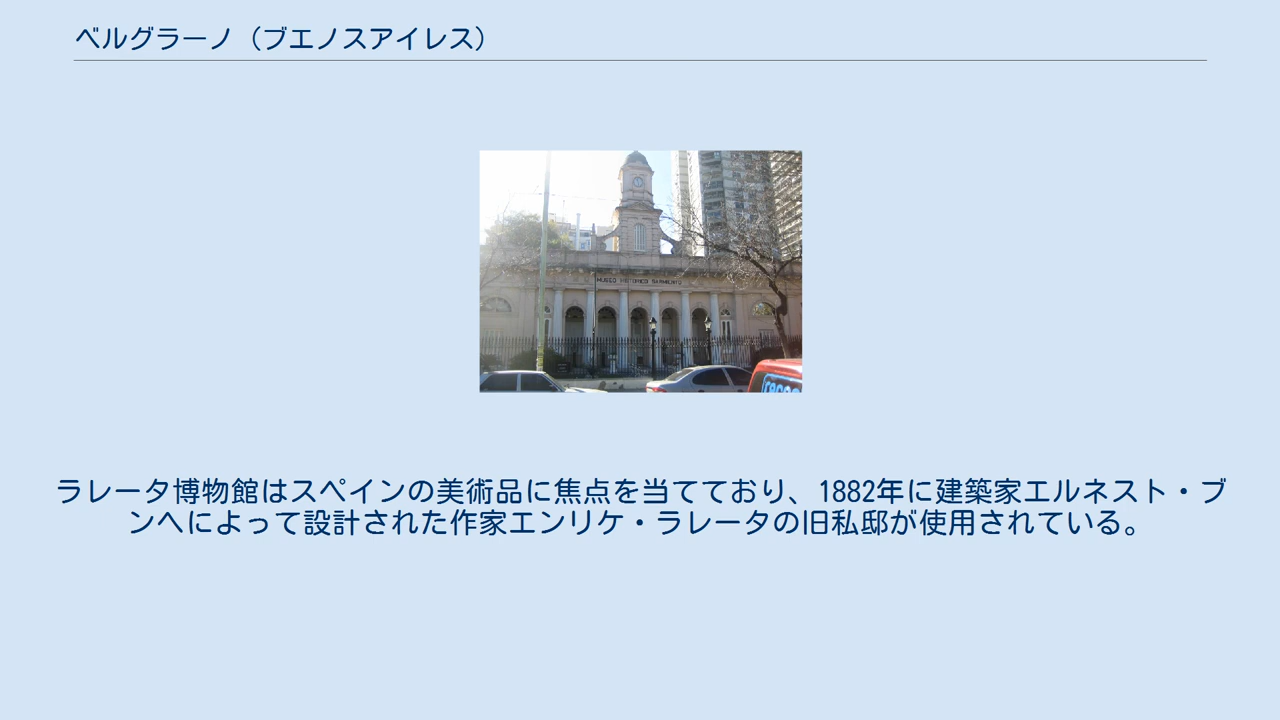 ベルグラーノ（ブエノスアイレス）
MUSEO HISTORICO SARMIENTO
ラレータ博物館はスペインの美術品に焦点を当てており、1882年に建築家エルネスト・ブ
ンへによって設計された作家エンリケ・ラレータの旧私邸が使用されている。